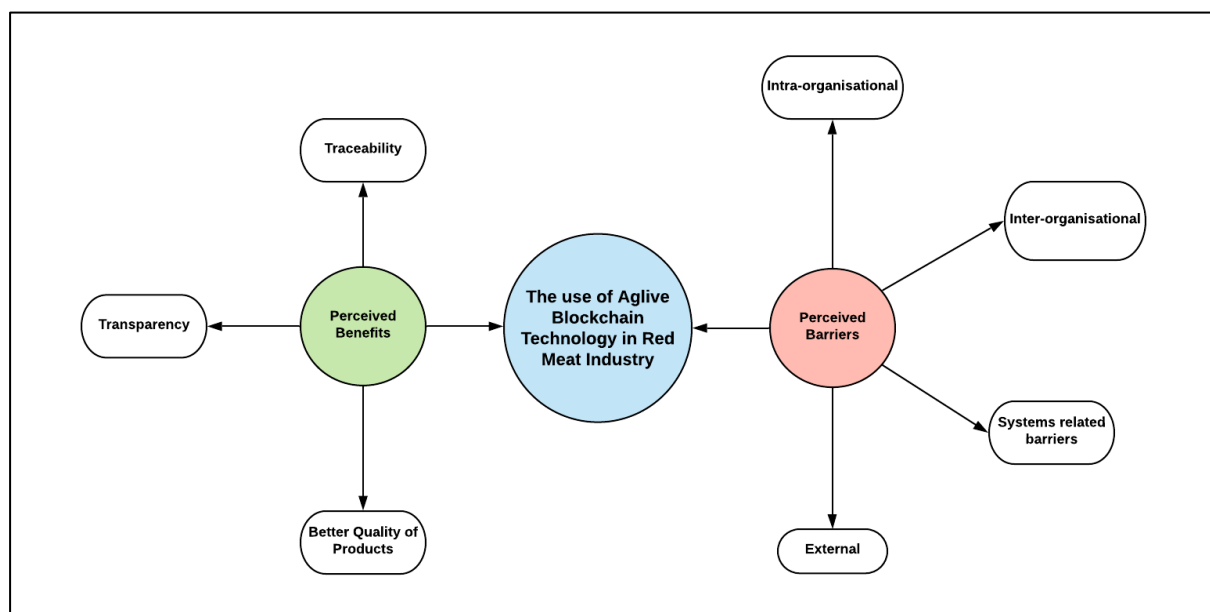 Intra-organisational
Traceability
Inter-organisational
The use of Aglive
Blockchain
Technology in Red
Meat Industry
Perceived
Benefits
Perceived
Barriers
Transparency
Systems related
barriers
Better Quality of
Products
External